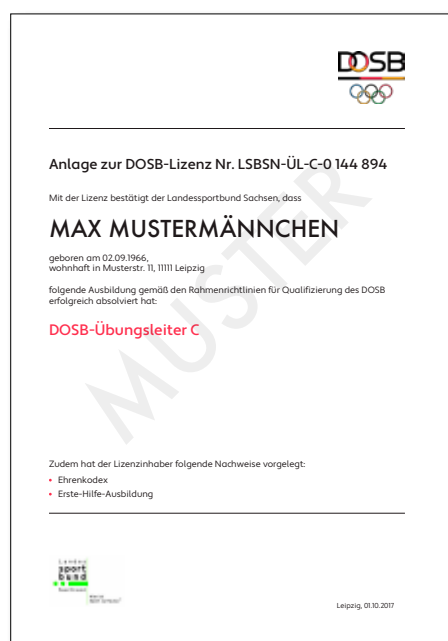 DOSB
Anlage zur DOSB-Lizenz Nr. LSBSN-ÜL-C-0 144 894
Mit der Lizenz bestätigt der Landessportbund Sachsen, dass
MAX MUSTERMÄNNCHEN
geboren am 02.09.1966,
wohnhaft in Musterstr. 11, 11111 Leipzig
folgende Ausbildung gemäß den Rahmenrichtlinien für Qualifizierung des DOSB
erfolgreich absolviert hat:
DOSB-Übungsleiter C
MUSTER
Zudem hat der Lizenzinhaber folgende Nachweise vorgelegt:
• Ehrenkodex
• Erste-Hilfe-Ausbildung
Landes
sport
bund
Leipzig, 01.10.2017